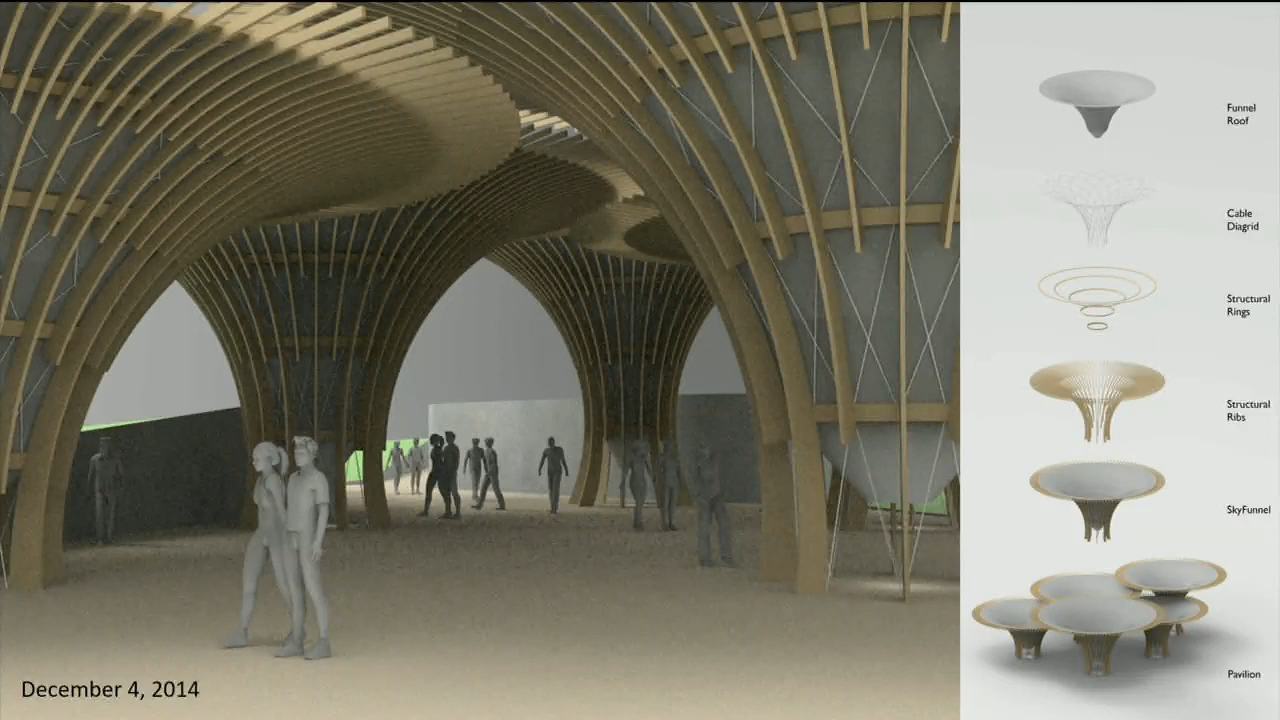 Funnel
Roof
Cable
Diagrid
Structural
Rings
Structural
Ribs
SkyFunnel
Pavilion
December 4, 2014